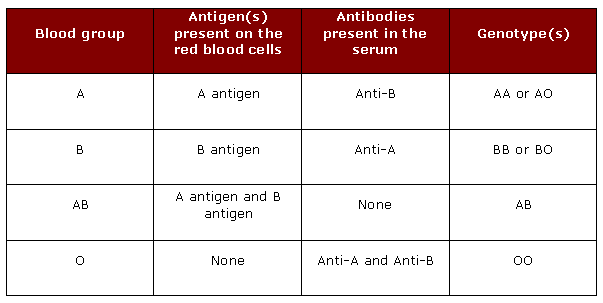 Blood group
Antigen(s)
present on the
red blood cells
Antibodies
present in the
serum
Genotype(s)
A
A antigen
Anti-B
AA or AO
B
B antigen
Anti-A
BB or BO
AB
A antigen and B
antigen
None
AB
O
None
Anti-A and Anti-B
OO